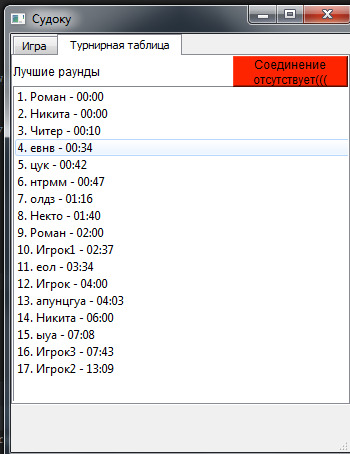 Судоку
Игра
Турнирная таблица
Лучшие раунды
Соединение
отсутствует(((
1. Роман - 00:00
2. Никита - 00:00
3. Читер - 00:10
4. евнв - 00:34
5. цук - 00:42
6. нтрмм - 00:47
7. олдз - 01:16
8. Некто - 01:40
9. Роман - 02:00
10. Игрок1 - 02:37
11. еол - 03:34
12. Игрок - 04:00
13. апунцгуа - 04:03
14. Никита - 06:00
15. ыуа - 07:08
16. Игрок3 - 07:43
17. Игрок2 - 13:09